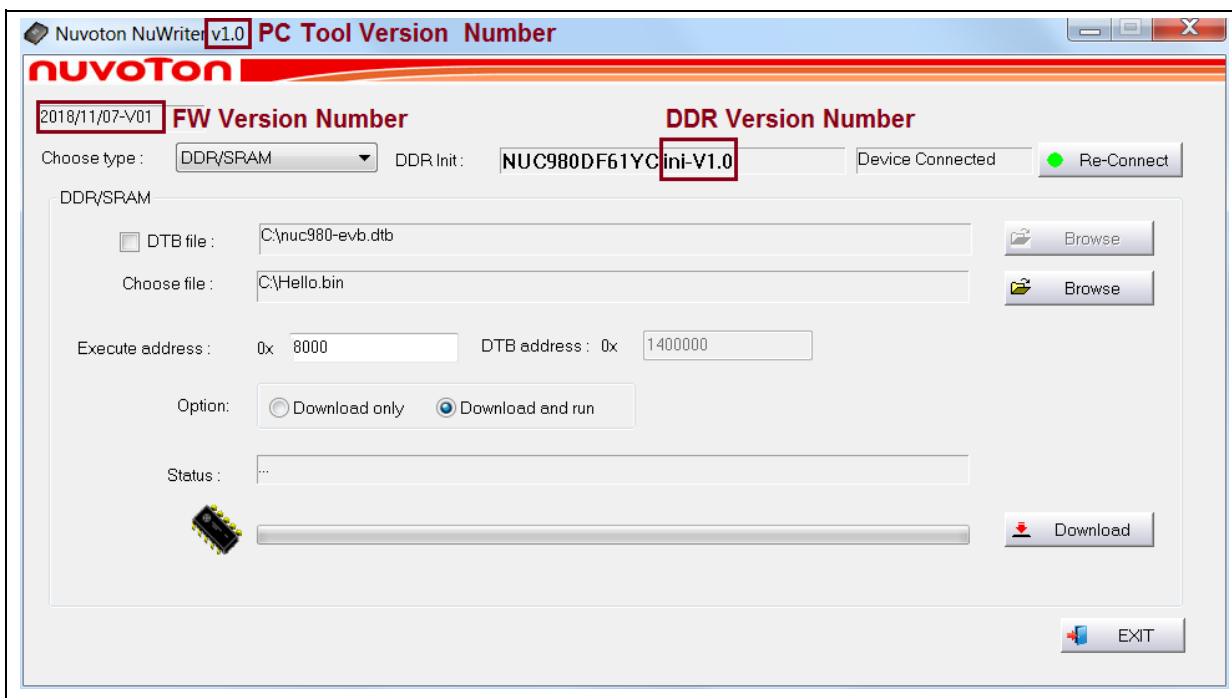 Nuvoton NuWriter v1.0 PC Tool Version Number
nuvoTon
2018/11/07-V01 FW Version Number DDR Version Number
Choose type : DDR/SRAM DDR Init : NUC980DF61YC ini-V1.0 Device Connected Re-Connect
DDR/SRAM
DTB file : C:\nuc980-evb.dtb Browse
Choose file : C:\Hello.bin Browse
Execute address : 0x 8000 DTB address : 0x 1400000
Option: Download only Download and run
Status : ...
Download
EXIT